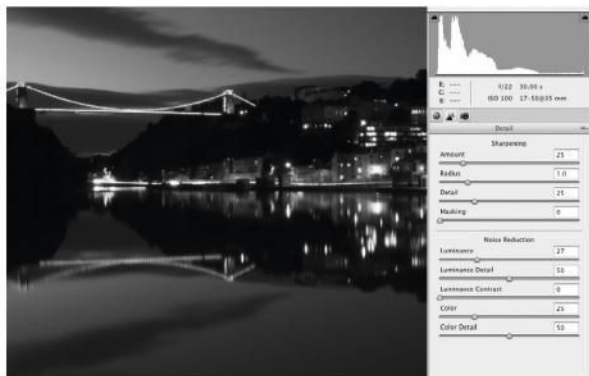 R: ---
G: ---
B: ---
f/22 30.00 s
ISO 100 17-50@35 mm
Detail
Sharpening
Amount 25
Radius 1.0
Detail 25
Masking 0
Noise Reduction
Luminance 27
Luminance Detail 50
Luminance Contrast 0
Color 25
Color Detail 50